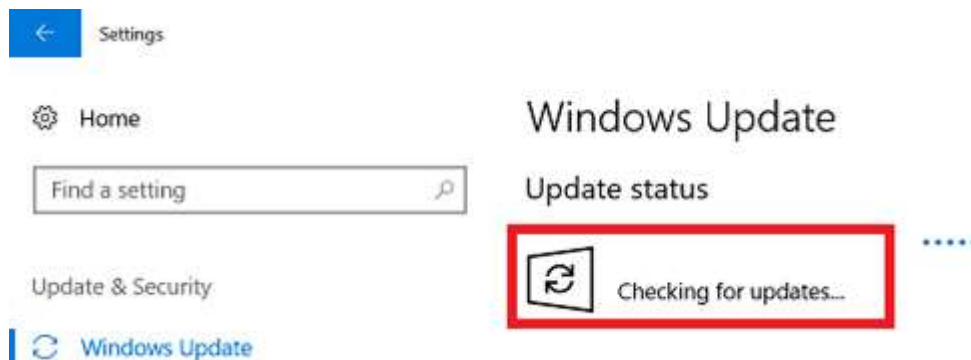 Settings
Home
Find a setting
Update & Security
Windows Update
Windows Update
Update status
Checking for updates...